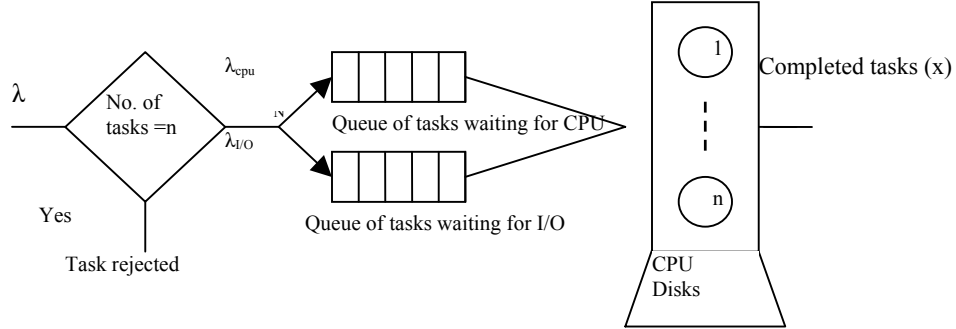 λ
No. of
tasks =n
λcpu
λI/O
N
Yes
Task rejected
Queue of tasks waiting for CPU
Queue of tasks waiting for I/O
1
n
CPU
Disks
Completed tasks (x)